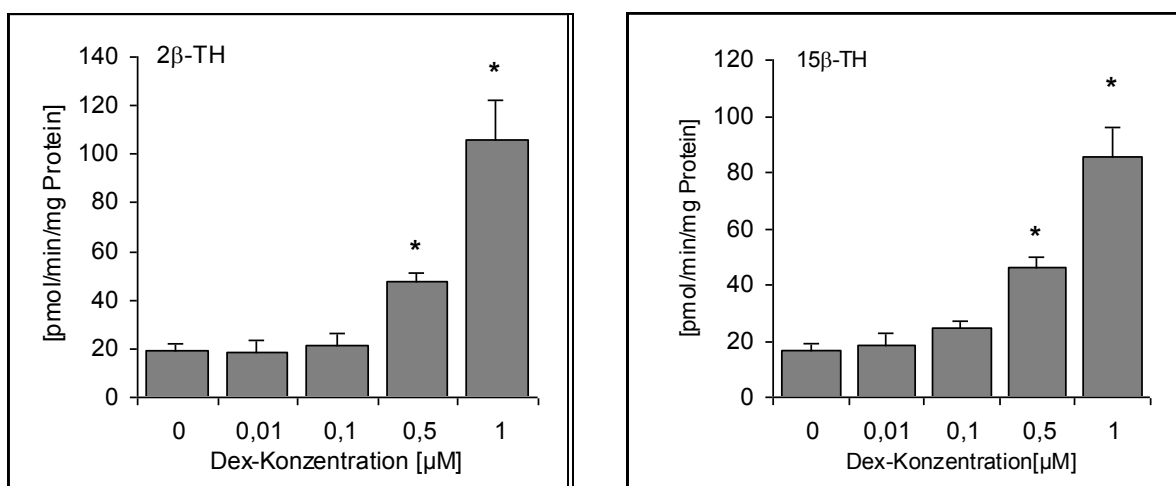 2β-TH
[pmol/min/mg Protein]
140
120
100
80
60
40
20
0
*
*
0 0,01 0,1 0,5 1
Dex-Konzentration [µM]
15β-TH
[pmol/min/mg Protein]
120
100
80
60
40
20
0
*
*
0 0,01 0,1 0,5 1
Dex-Konzentration[µM]